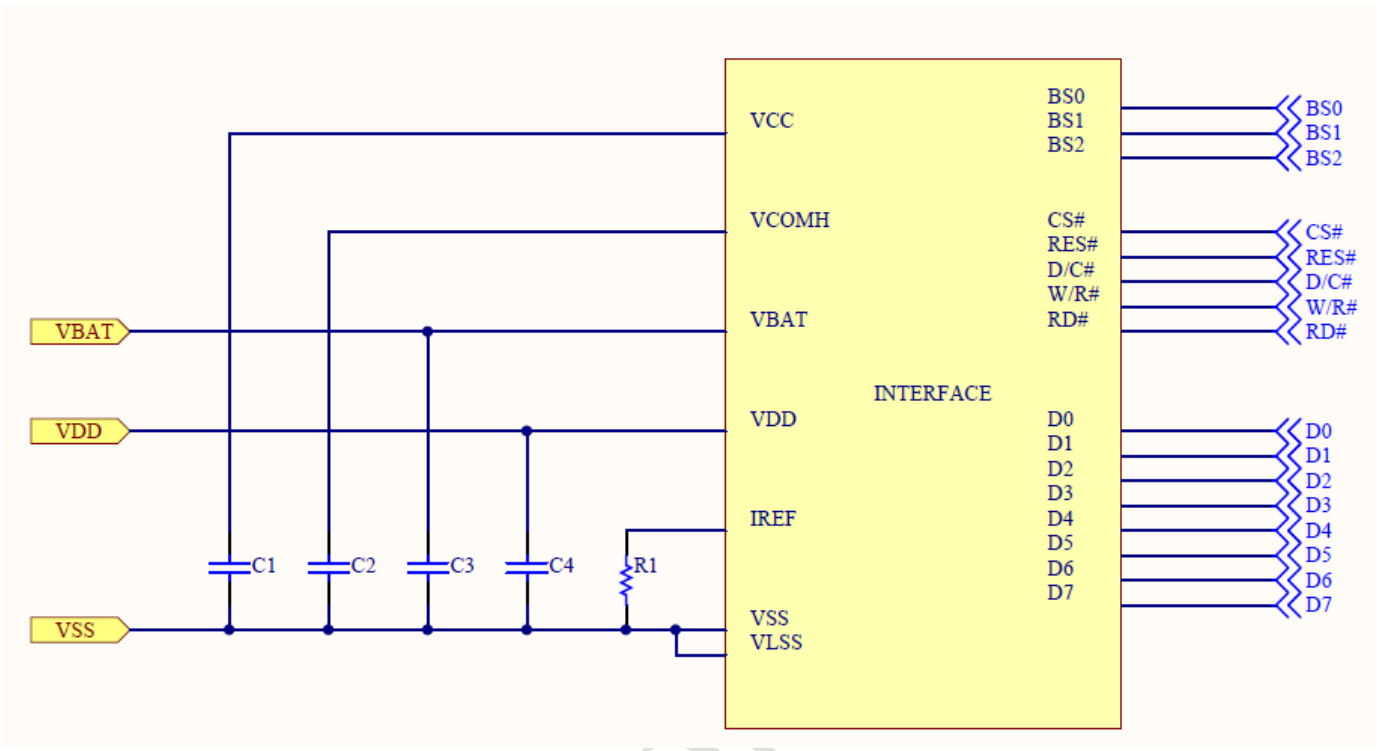 VCC
VCOMH
VBAT
VDD
IREF
VSS
VLSS
BS0
BS1
BS2
CS#
RES#
D/C#
W/R#
RD#
INTERFACE
D0
D1
D2
D3
D4
D5
D6
D7
BS0
BS1
BS2
CS#
RES#
D/C#
W/R#
RD#
D0
D1
D2
D3
D4
D5
D6
D7
VBAT
VDD
VSS
C1
C2
C3
C4
R1